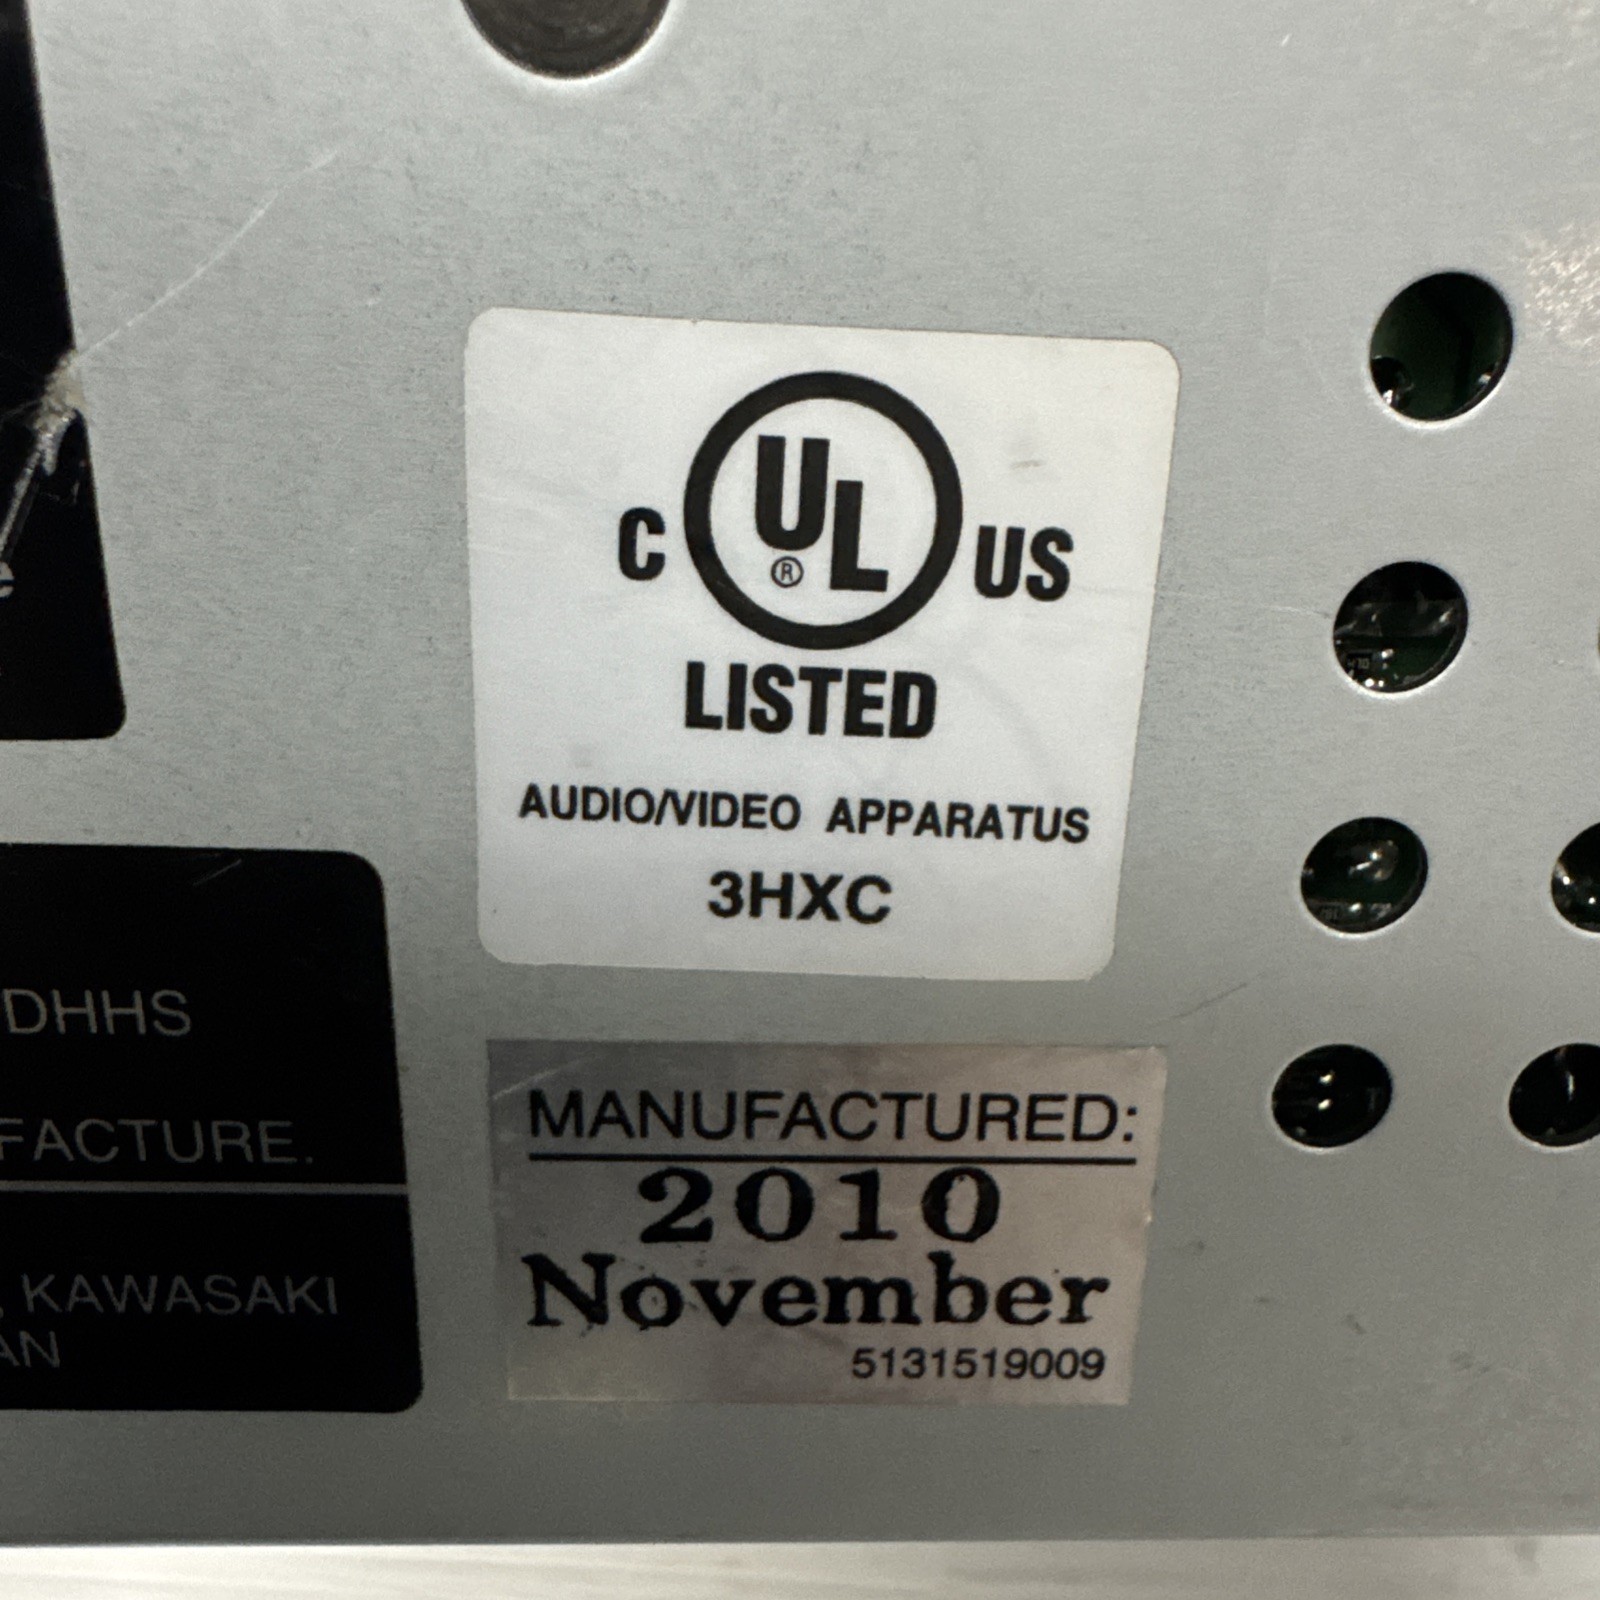 C UL® US
LISTED
AUDIO/VIDEO APPARATUS
3HXC
DHHS
FACTURE.
KAWASAKI
AN
MANUFACTURED:
2010
November
5131519009